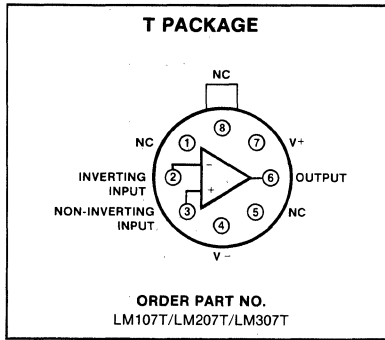 T PACKAGE
NC
NC
1
8
7
V+
INVERTING
INPUT
2
−
6
OUTPUT
NON-INVERTING
INPUT
3
+
5
NC
4
V −
ORDER PART NO.
LM107T/LM207T/LM307T